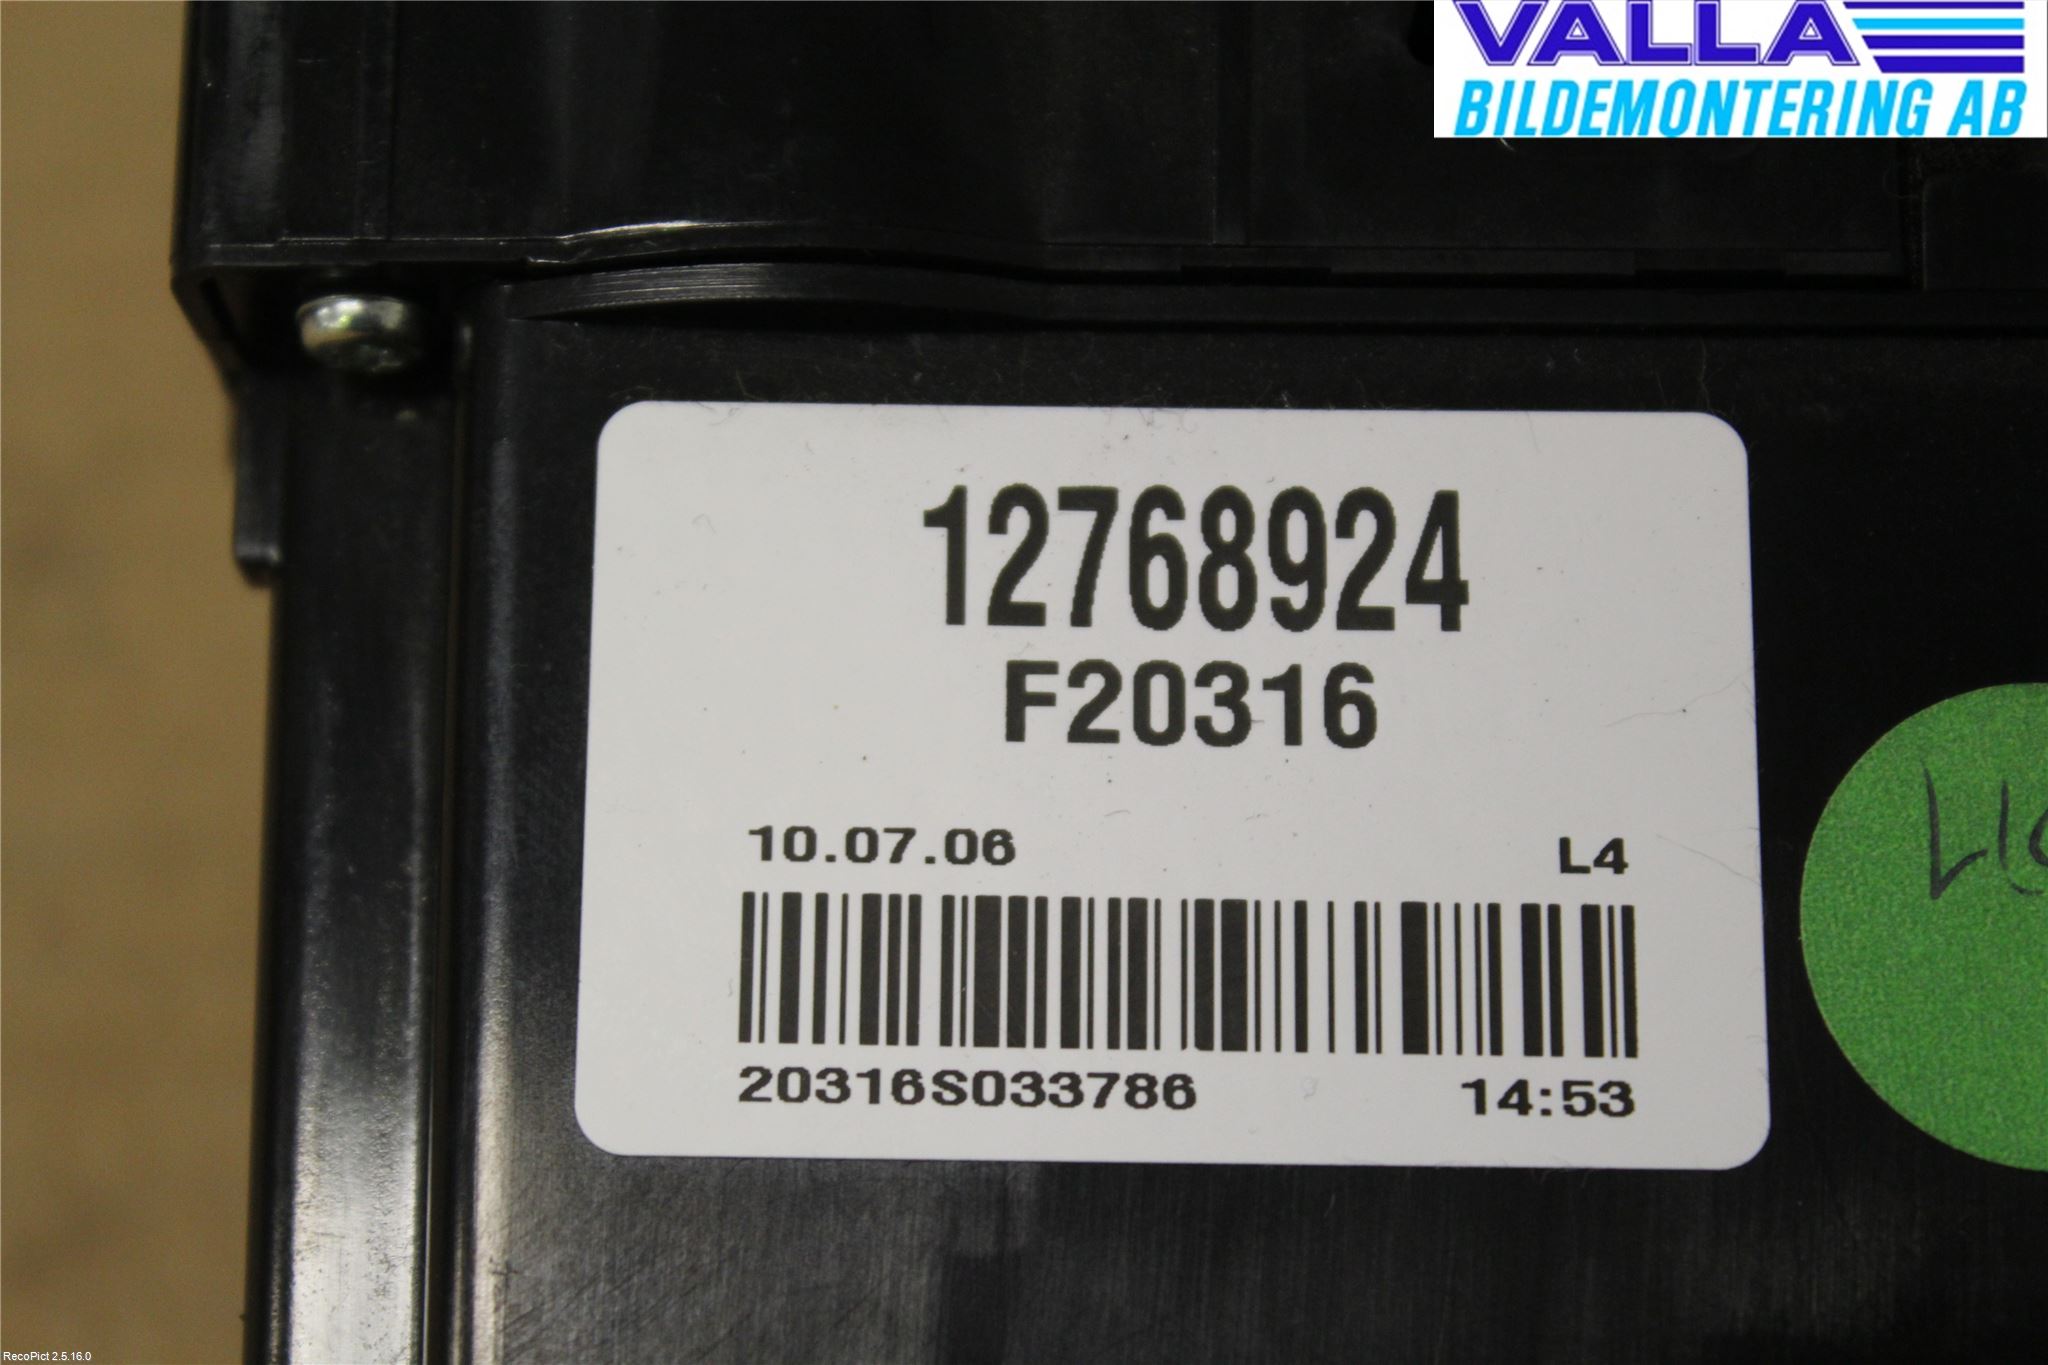 VALLA
BILDEMONTERING AB
12768924
F20316
10.07.06 L4
20316S033786 14:53
RecoPict 2.5.16.0